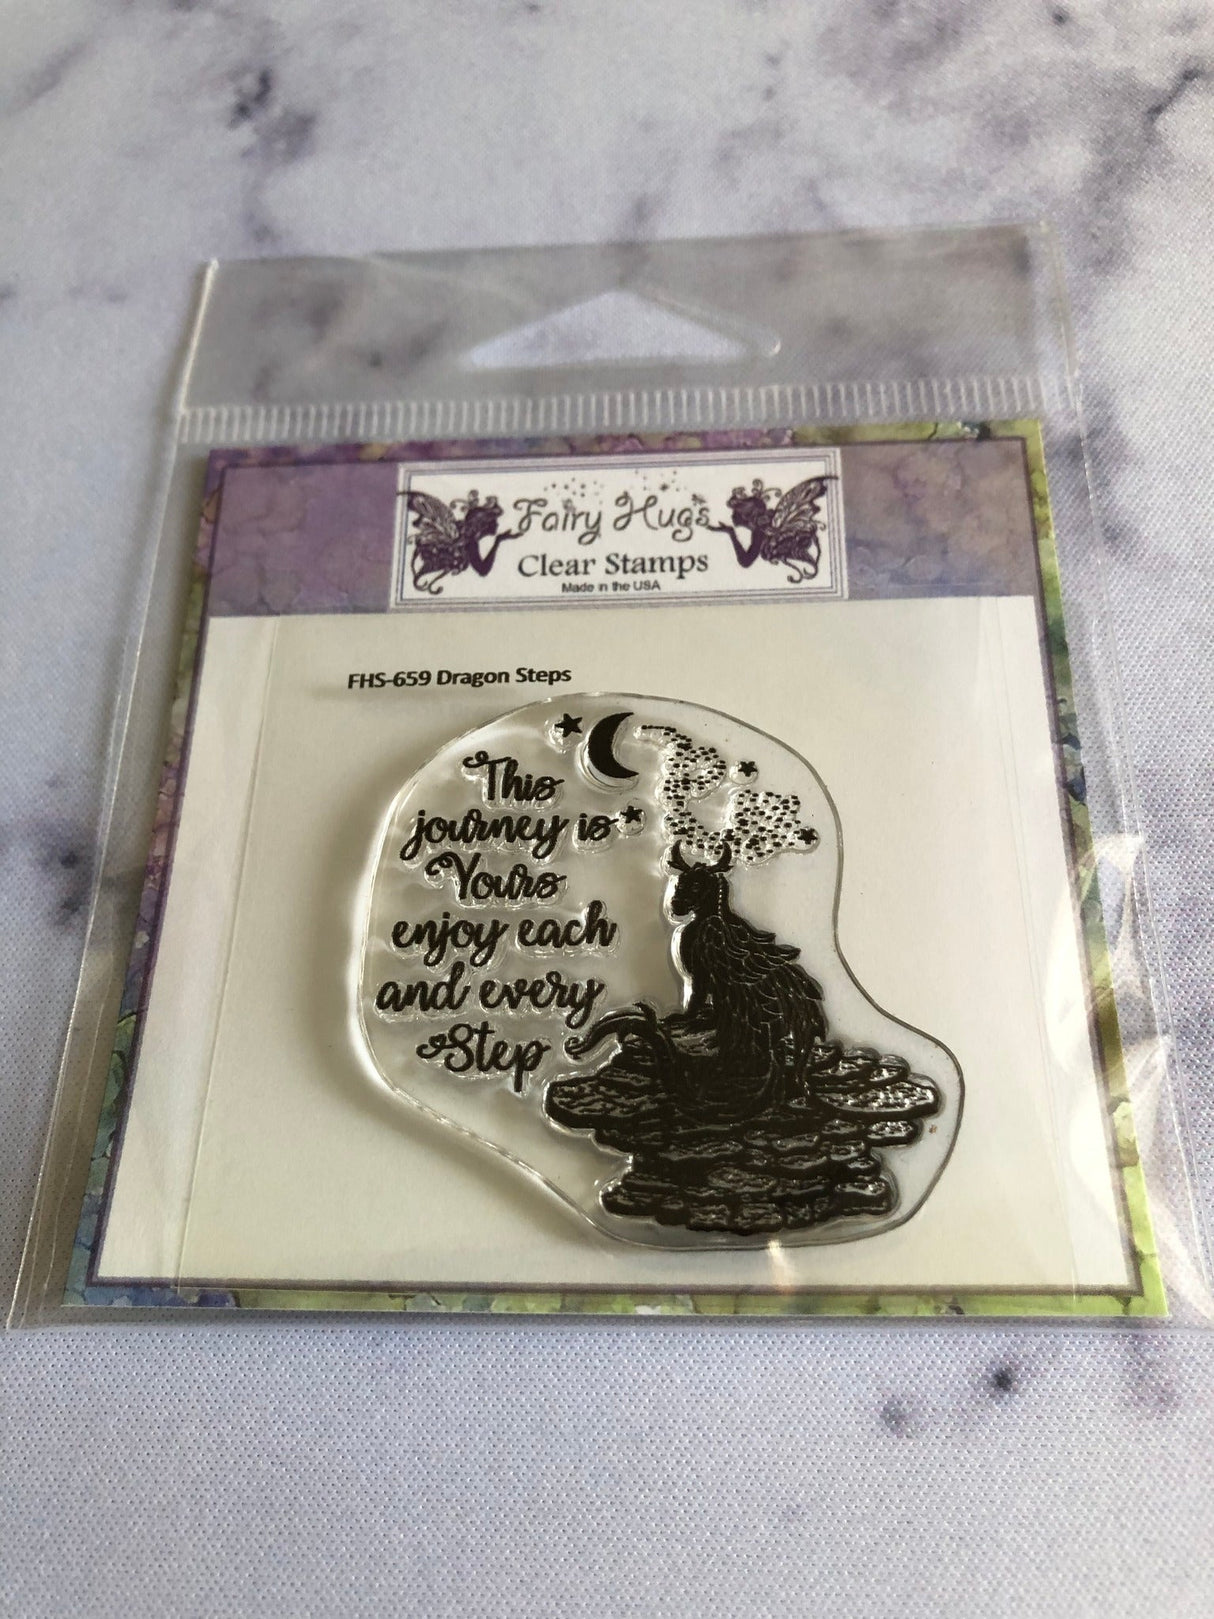 Fairy Hugs
Clear Stamps
Made in the USA
FHS-659 Dragon Steps
This
journey is
Yours
enjoy each
and every
Step